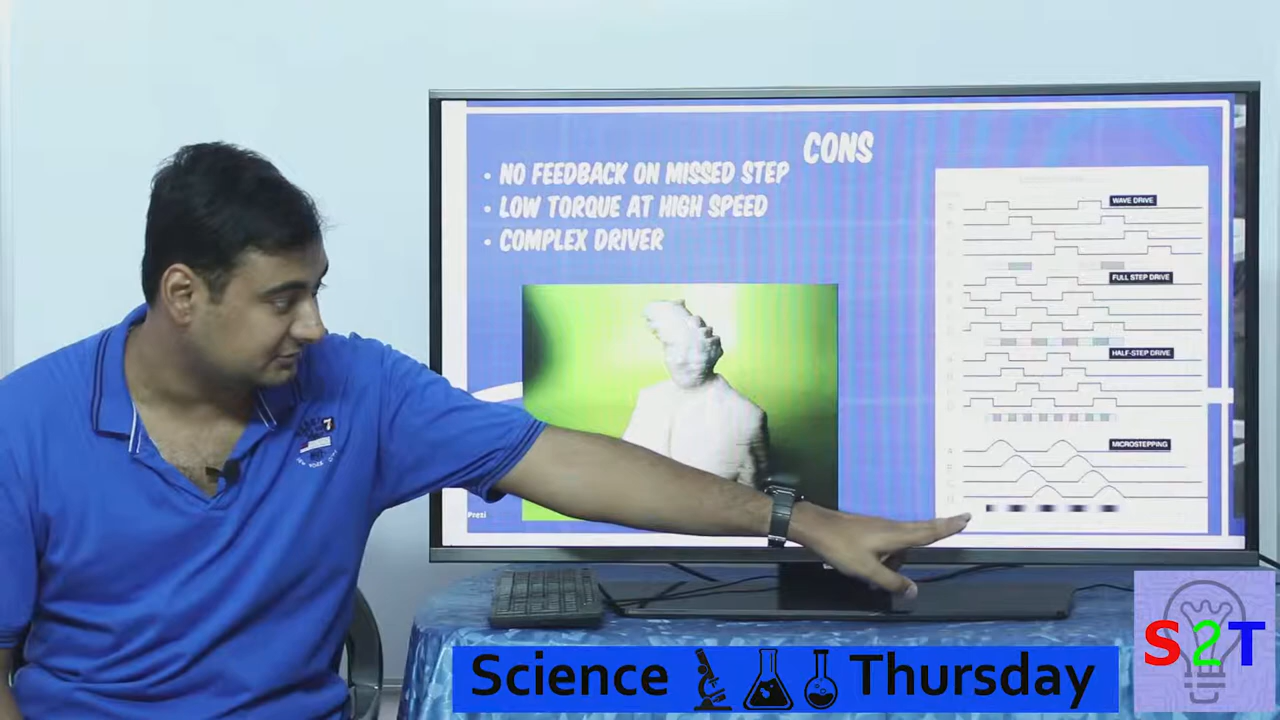 CONS
• NO FEEDBACK ON MISSED STEP
• LOW TORQUE AT HIGH SPEED
• COMPLEX DRIVER
WAVE DRIVE
FULL STEP DRIVE
HALF-STEP DRIVE
MICROSTEPPING
Prezi
Science Thursday
S2T